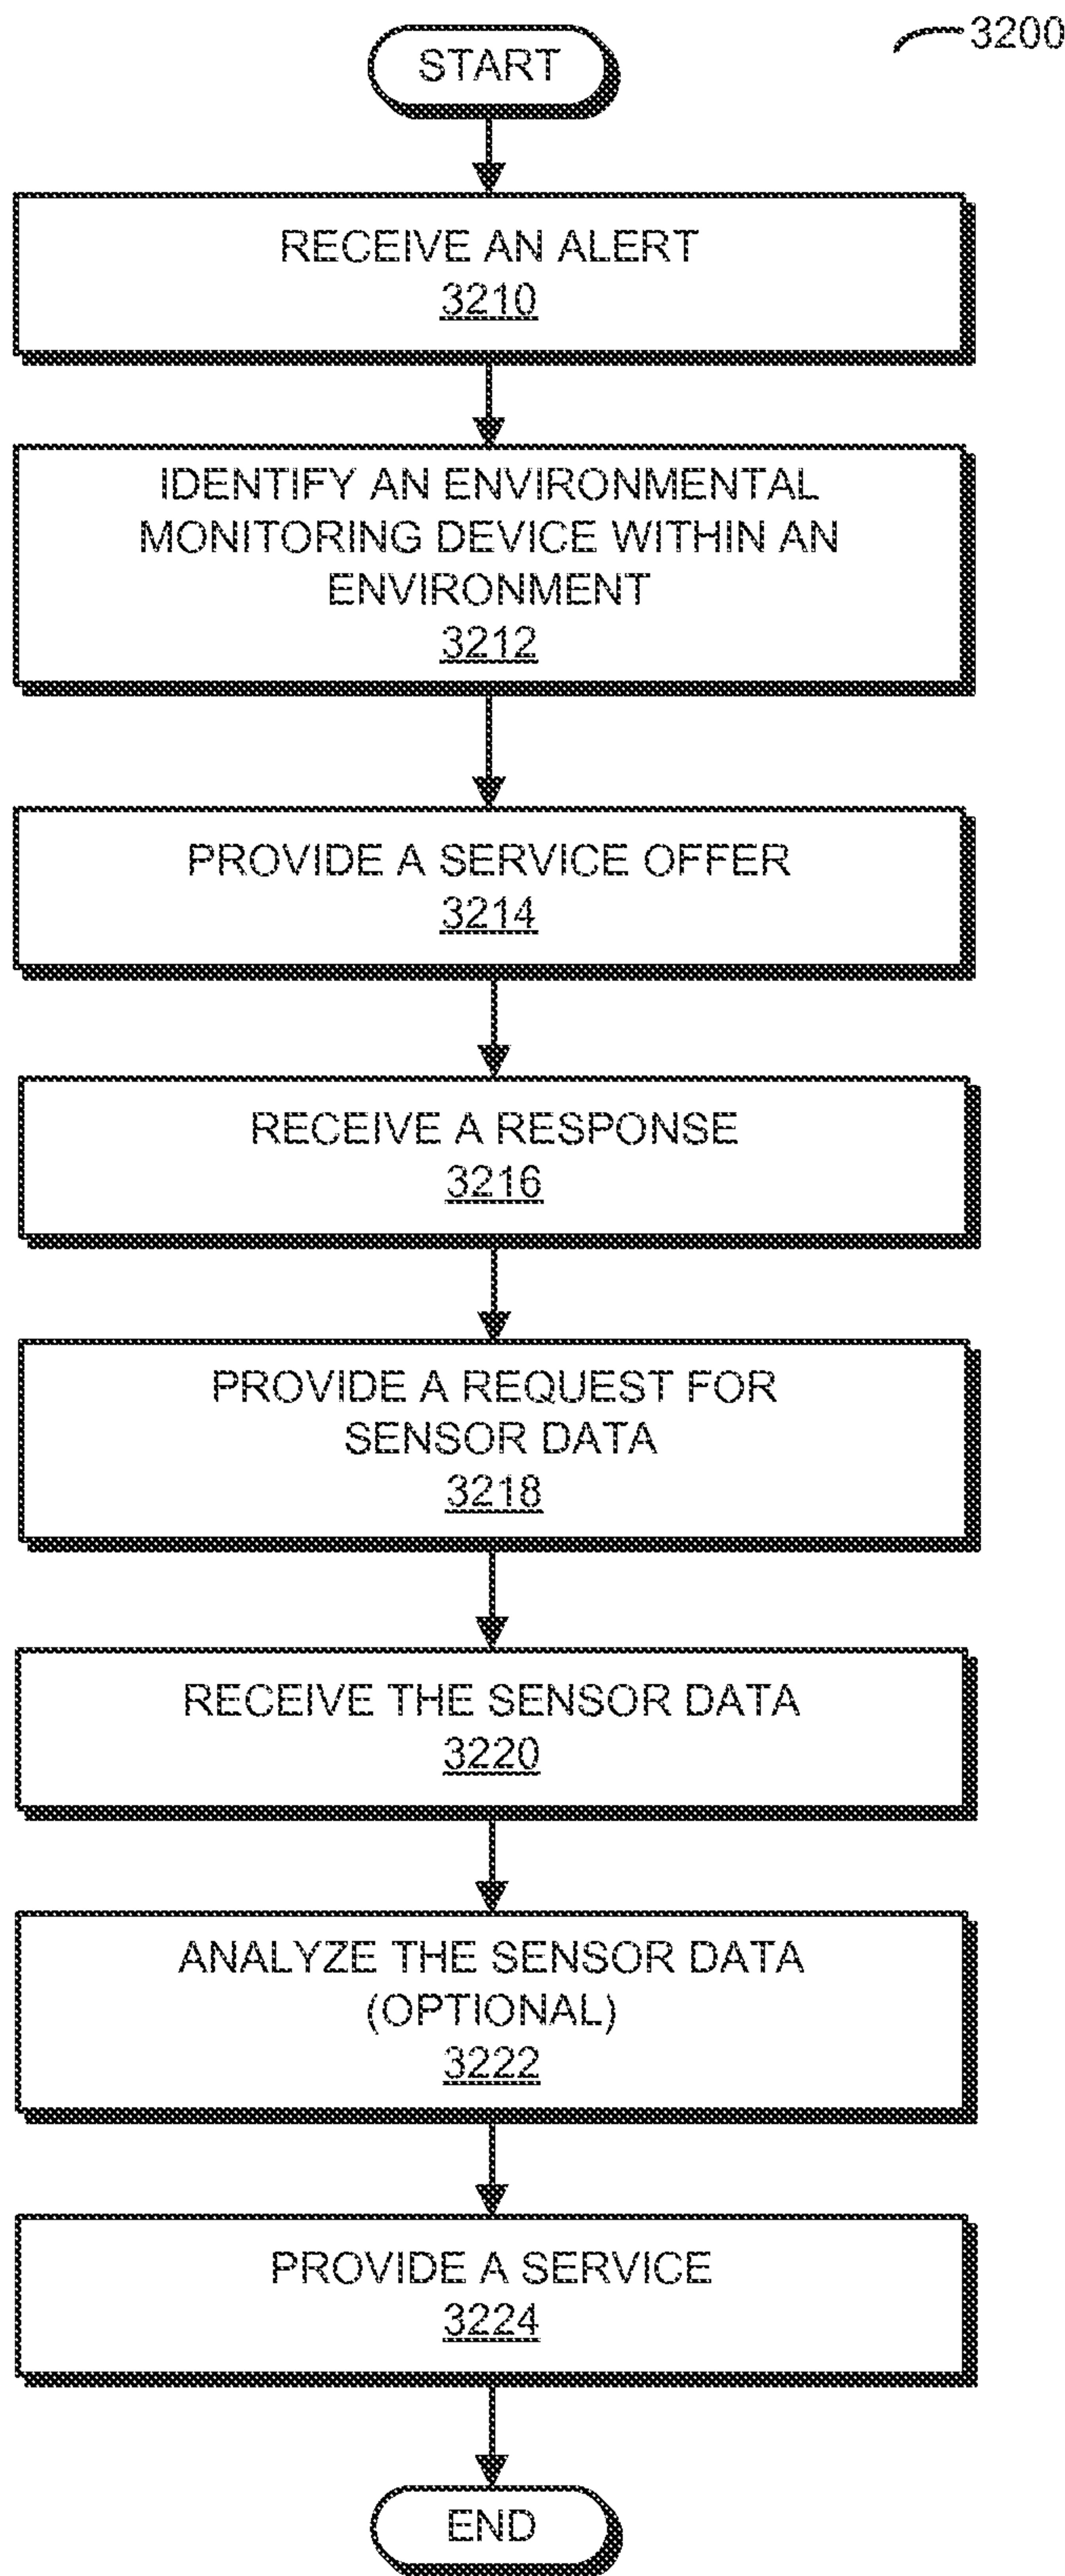 3200
START
RECEIVE AN ALERT
3210
IDENTIFY AN ENVIRONMENTAL
MONITORING DEVICE WITHIN AN
ENVIRONMENT
3212
PROVIDE A SERVICE OFFER
3214
RECEIVE A RESPONSE
3216
PROVIDE A REQUEST FOR
SENSOR DATA
3218
RECEIVE THE SENSOR DATA
3220
ANALYZE THE SENSOR DATA
(OPTIONAL)
3222
PROVIDE A SERVICE
3224
END